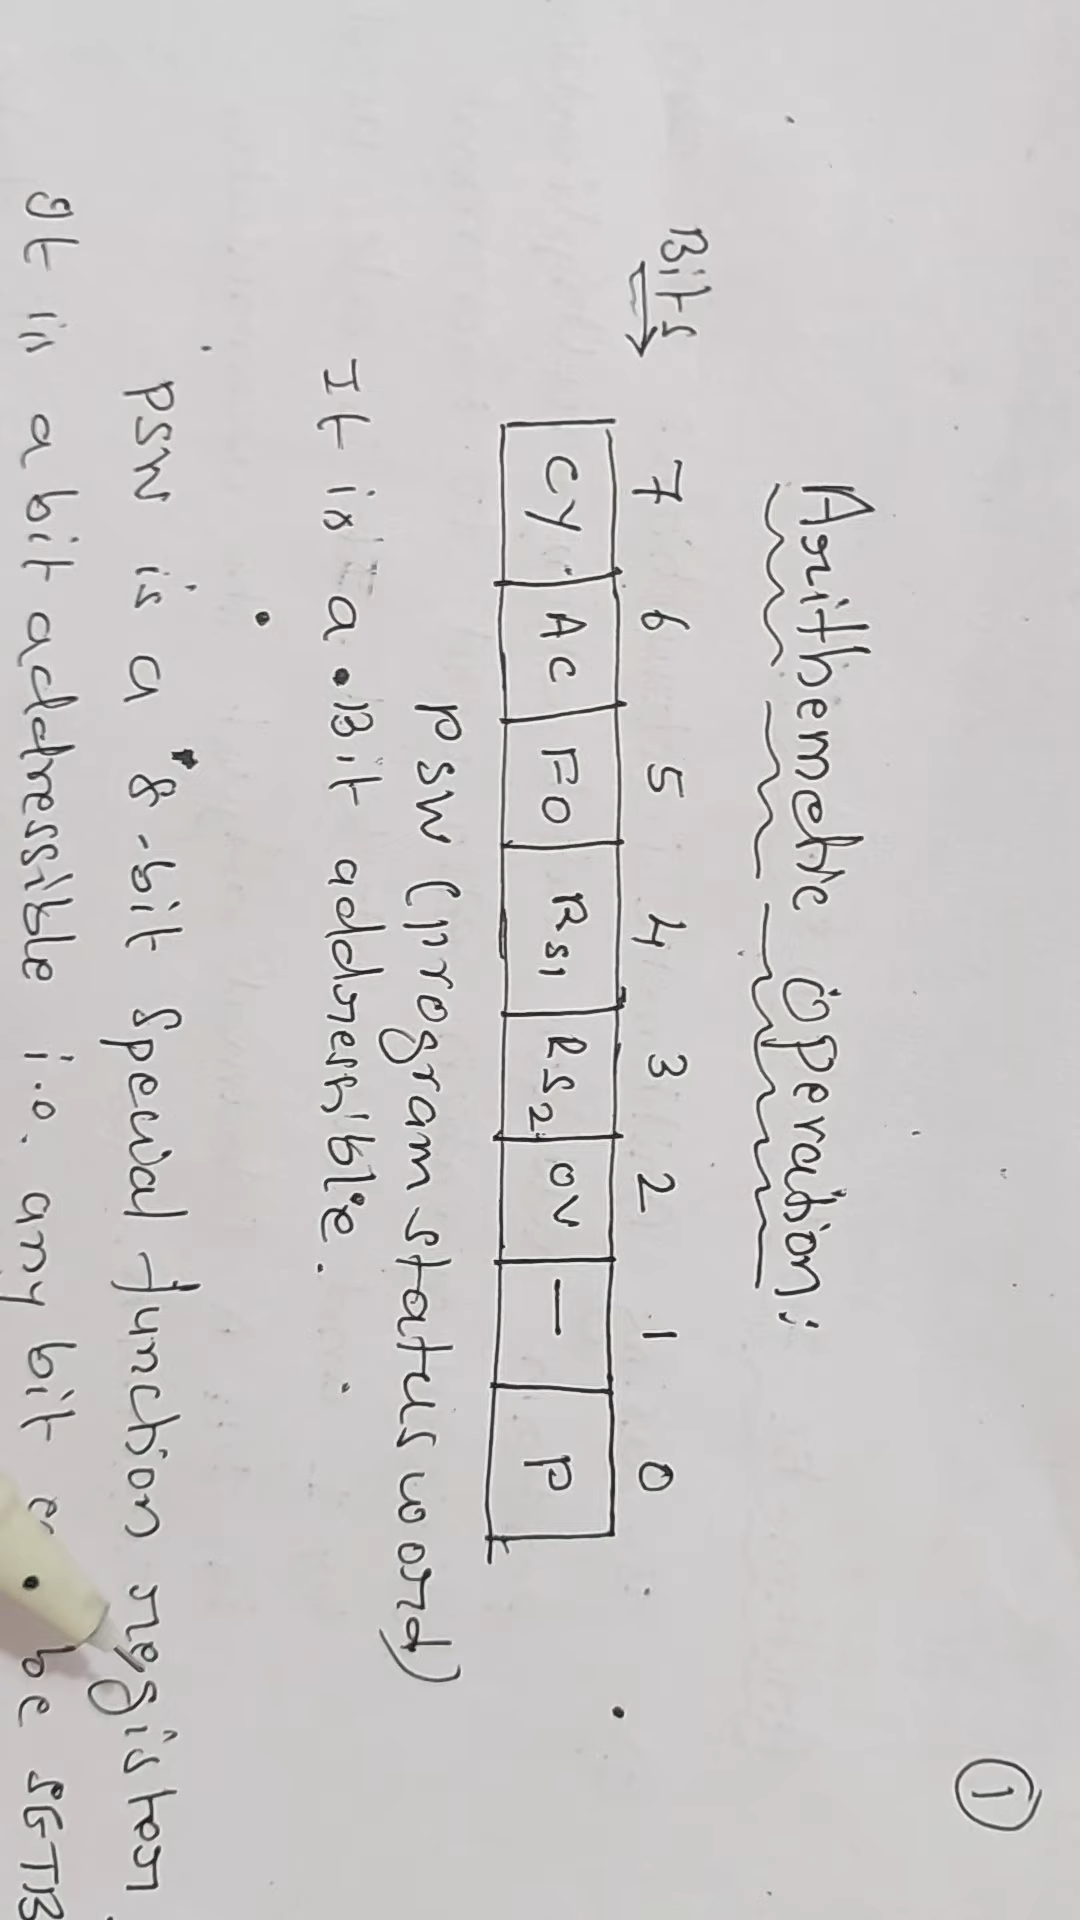 1
Arithemetic Operation:
Bits 7 6 5 4 3 2 1 0
CY AC F0 RS1 RS2 OV — P
PSW (program status word)
It is a Bit addressible.
PSW is a 8-bit Special function register
It is a bit addressible i.e. any bit be SETB